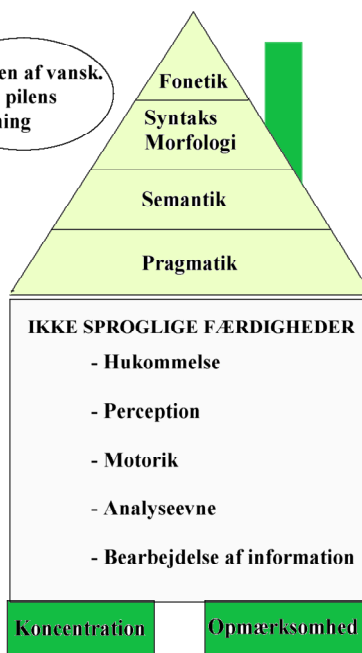 en af vansk.
pilens
ning
Fonetik
Syntaks
Morfologi
Semantik
Pragmatik
IKKE SPROGLIGE FÆRDIGHEDER
- Hukommelse
- Perception
- Motorik
- Analyseevne
- Bearbejdelse af information
Koncentration
Opmærksomhed